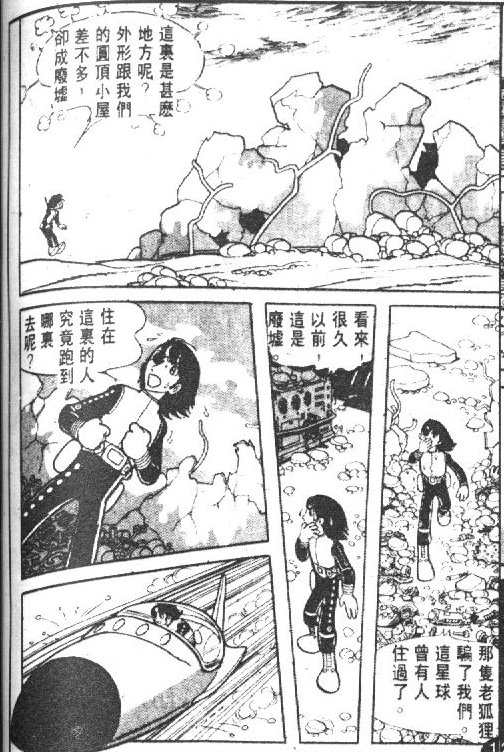 這裏是甚麽
地方呢？
外形跟我們
的圓頂小屋
差不多，
卻成廢墟
那隻老狐狸
騙了我們。
這星球
曾有人
住過了。
看來，
很久
以前，
這是
廢墟。
住在
這裏的人
究竟跑到
哪裏
去呢？